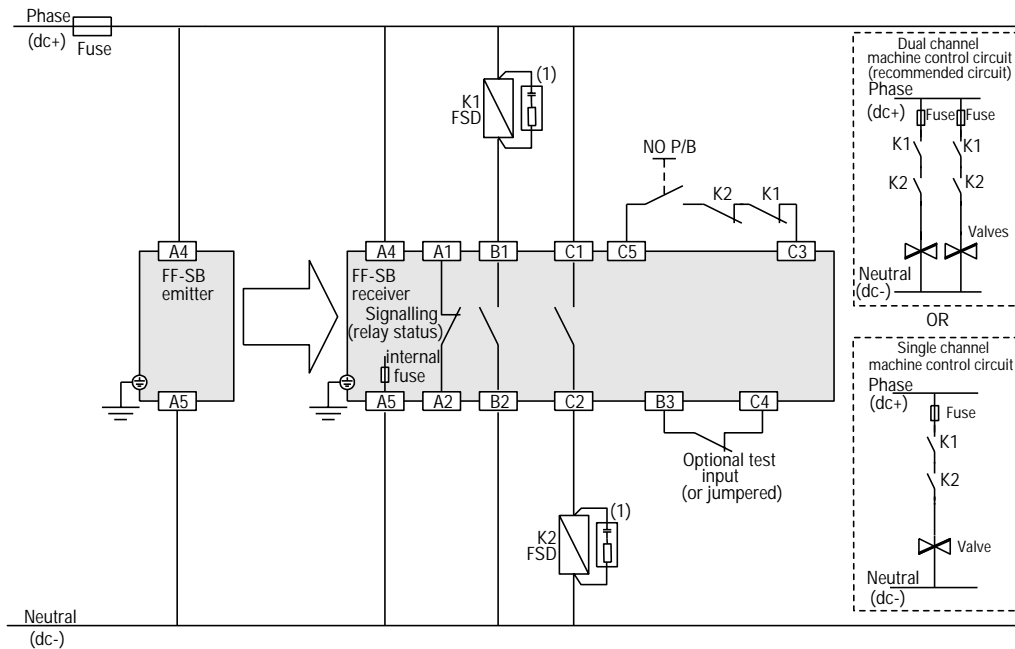 Phase
(dc+)
Fuse
K1
FSD
(1)
NO P/B
K2
K1
A4
FF-SB
emitter
A5
A4
A1
B1
C1
C5
C3
FF-SB
receiver
Signalling
(relay status)
internal
fuse
A5
A2
B2
C2
B3
C4
Optional test
input
(or jumpered)
K2
FSD
(1)
Neutral
(dc-)
Dual channel
machine control circuit
(recommended circuit)
Phase
(dc+)
Fuse
Fuse
K1
K1
K2
K2
Valves
Neutral
(dc-)
OR
Single channel
machine control circuit
Phase
(dc+)
Fuse
K1
K2
Valve
Neutral
(dc-)